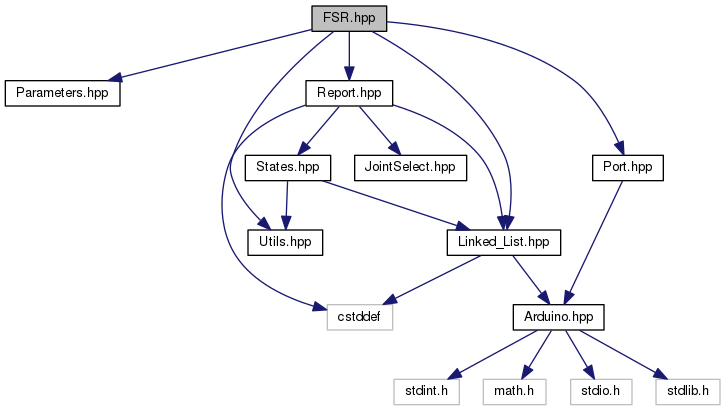 FSR.hpp
Parameters.hpp
Report.hpp
States.hpp
JointSelect.hpp
Port.hpp
Utils.hpp
Linked_List.hpp
cstddef
Arduino.hpp
stdint.h
math.h
stdio.h
stdlib.h